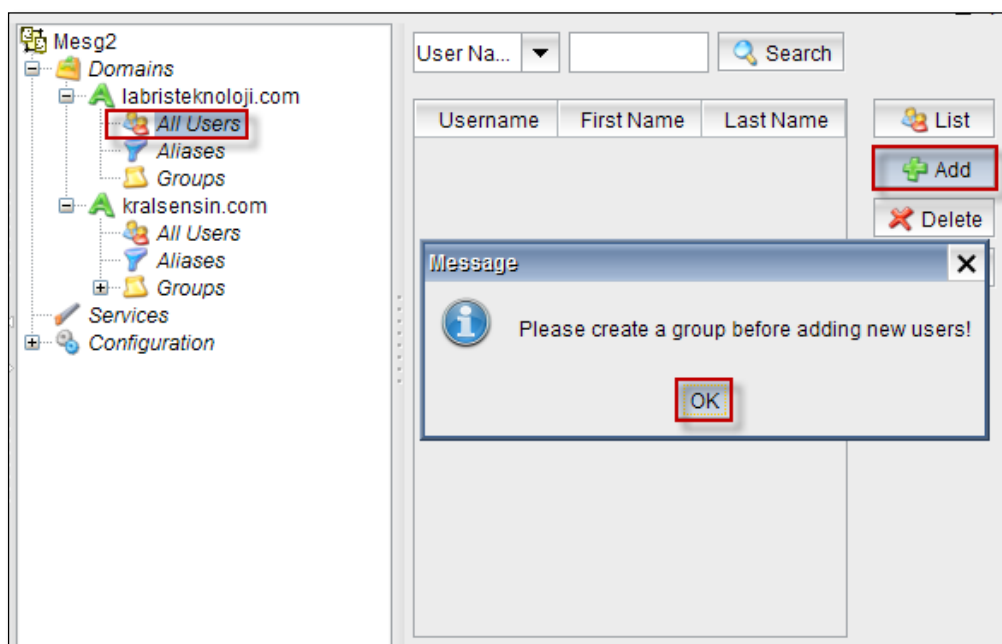 Mesg2
Domains
labristeknoloji.com
All Users
Aliases
Groups
kralsensin.com
All Users
Aliases
Groups
Services
Configuration
User Na...
Search
Username First Name Last Name
List
Add
Delete
Message
Please create a group before adding new users!
OK